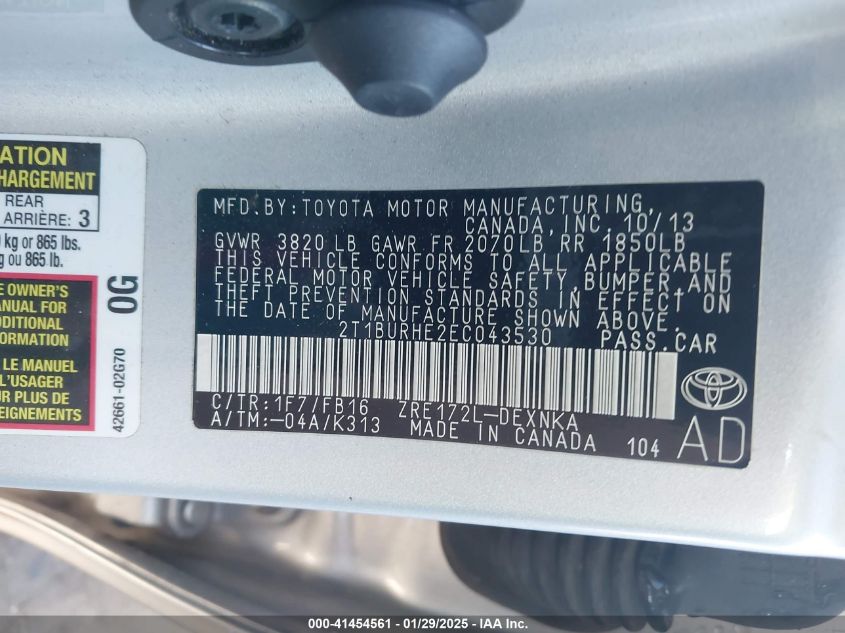 ATION
HARGEMENT
REAR
ARRIÈRE: 3
kg or 865 lbs.
g ou 865 lb.
E OWNER'S
ANUAL FOR
DDITIONAL
FORMATION
LE MANUEL
L'USAGER
UR PLUS DE
SEIGNEMENTS
0G
42661-02G70
MFD.BY:TOYOTA MOTOR MANUFACTURING,
CANADA, INC. 10/13
GVWR 3820 LB GAWR FR 2070LB RR 1850LB
THIS VEHICLE CONFORMS TO ALL APPLICABLE
FEDERAL MOTOR VEHICLE SAFETY,BUMPER,AND
THEFT PREVENTION STANDARDS IN EFFECT ON
THE DATE OF MANUFACTURE SHOWN ABOVE.
2T1BURHE2EC043530 PASS.CAR
C/TR:1F7/FB16 ZRE172L-DEXNKA
A/TM:-04A/K313 MADE IN CANADA 104
AD
000-41454561 | 01/29/2025 | IAA Inc.